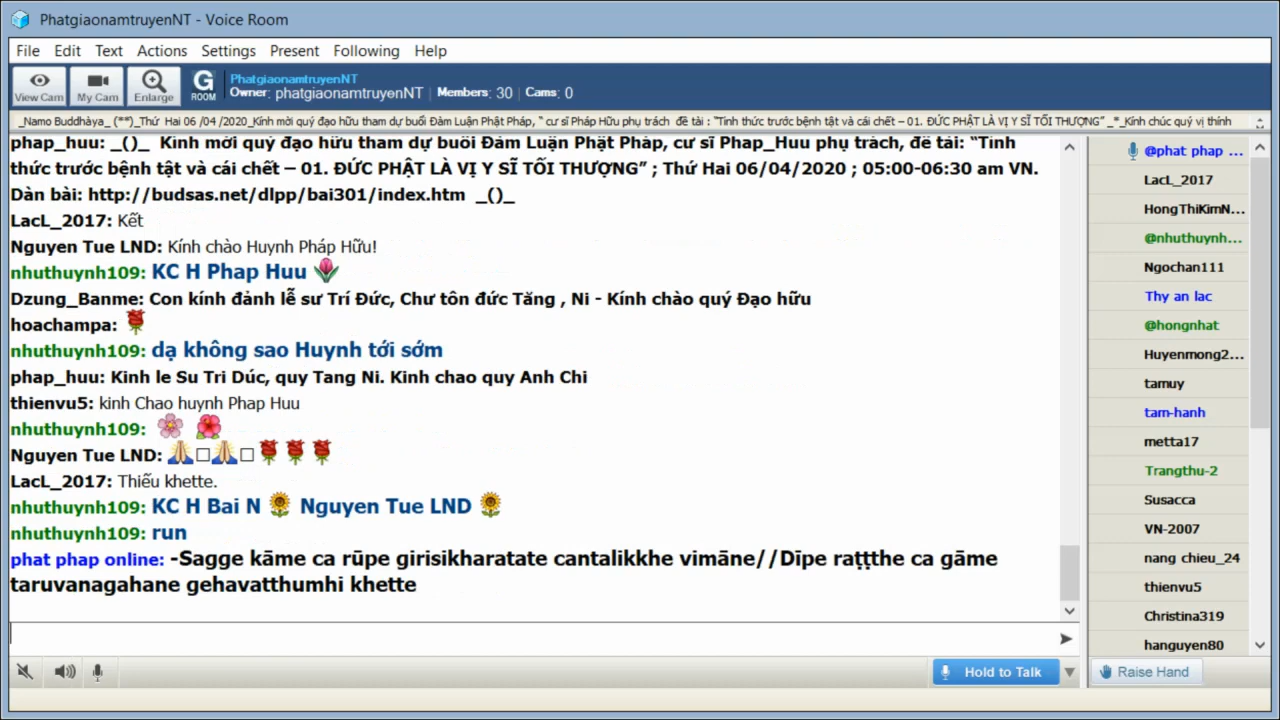 PhatgiaonamtruyenNT - Voice Room
File Edit Text Actions Settings Present Following Help
View Cam My Cam Enlarge G ROOM
PhatgiaonamtruyenNT
Owner: phatgiaonamtruyenNT | Members: 30 | Cams: 0
_Namo Buddhàya_ (**)_Thứ Hai 06 /04 /2020_Kính mời quý đạo hữu tham dự buổi Đàm Luận Phật Pháp, “ cư sĩ Pháp Hữu phụ trách đề tài : “Tỉnh thức trước bệnh tật và cái chết – 01. ĐỨC PHẬT LÀ VỊ Y SĨ TỐI THƯỢNG” _*_Kính chúc quý vị thính
phap_huu: _()_ Kính mời quý đạo hữu tham dự buổi Đàm Luận Phật Pháp, cư sĩ Pháp_Huu phụ trách, đề tài: “Tỉnh
thức trước bệnh tật và cái chết – 01. ĐỨC PHẬT LÀ VỊ Y SĨ TỐI THƯỢNG” ; Thứ Hai 06/04/2020 ; 05:00-06:30 am VN.
Dàn bài: http://budsas.net/dlpp/bai301/index.htm _()_
LacL_2017: Kết
Nguyen Tue LND: Kính chào Huynh Pháp Hữu!
nhuthuynh109: KC H Phap Huu 🌷
Dzung_Banme: Con kính đảnh lễ sư Trí Đức, Chư tôn đức Tăng , Ni - Kính chào quý Đạo hữu
hoachampa: 🌹
nhuthuynh109: dạ không sao Huynh tới sớm
phap_huu: Kinh le Su Tri Dúc, quy Tang Ni. Kinh chao quy Anh Chi
thienvu5: kinh Chao huynh Phap Huu
nhuthuynh109: 🌸 🌺
Nguyen Tue LND: 🙏□🙏□🌹🌹🌹
LacL_2017: Thiếu khette.
nhuthuynh109: KC H Bai N 🌻 Nguyen Tue LND 🌻
nhuthuynh109: run
phat phap online: -Sagge kāme ca rūpe girisikharatate cantalikkhe vimāne//Dīpe raṭṭthe ca gāme
taruvanagahane gehavatthumhi khette
@phat phap ...
LacL_2017
HongThiKimN...
@nhuthuynh...
Ngochan111
Thy an lac
@hongnhat
Huyenmong2...
tamuy
tam-hanh
metta17
Trangthu-2
Susacca
VN-2007
nang chieu_24
thienvu5
Christina319
hanguyen80
Hold to Talk
Raise Hand